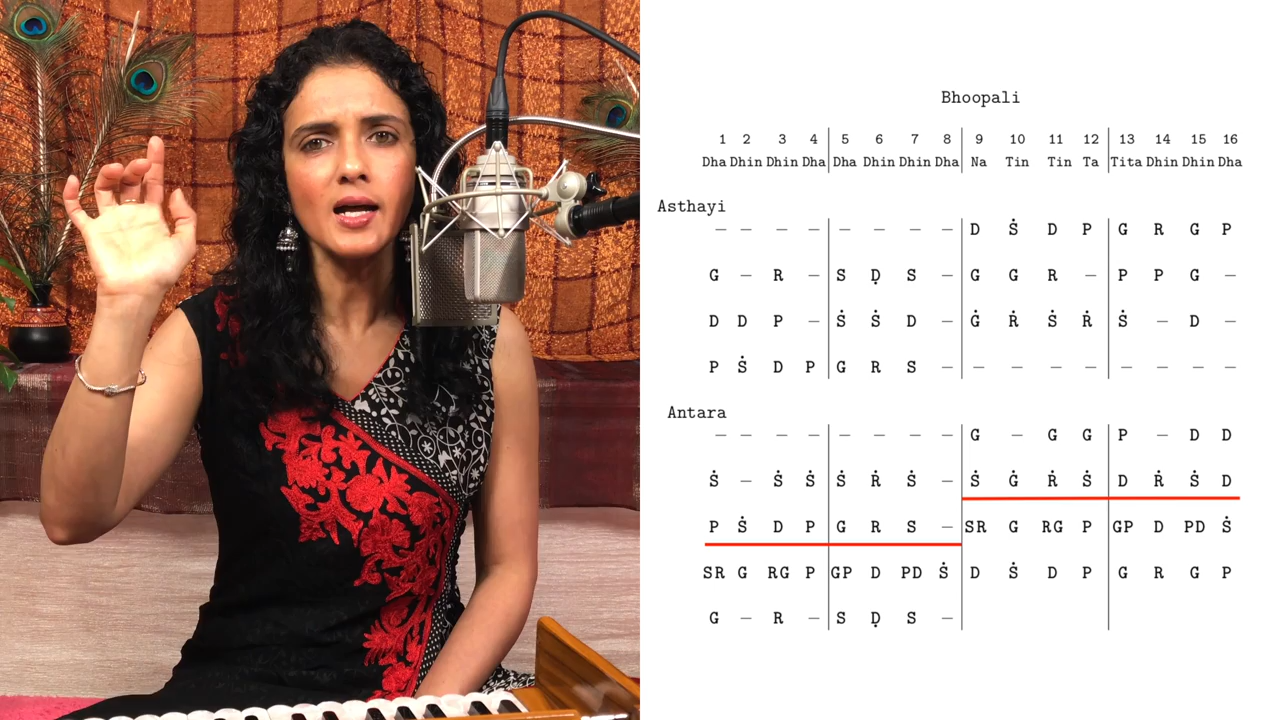 Bhoopali
1 2 3 4 5 6 7 8 9 10 11 12 13 14 15 16
Dha Dhin Dhin Dha Dha Dhin Dhin Dha Na Tin Tin Ta Tita Dhin Dhin Dha
Asthayi
– – – – – – – – D Ṡ D P G R G P
G – R – S Ḍ S – G G R – P P G –
D D P – Ṡ Ṡ D – Ġ Ṙ Ṡ Ṙ Ṡ – D –
P Ṡ D P G R S – – – – – – – – –
Antara
– – – – – – – – G – G G P – D D
Ṡ – Ṡ Ṡ Ṡ Ṙ Ṡ – Ṡ Ġ Ṙ Ṡ D Ṙ Ṡ D
P Ṡ D P G R S – SR G RG P GP D PD Ṡ
SR G RG P GP D PD Ṡ D Ṡ D P G R G P
G – R – S Ḍ S –